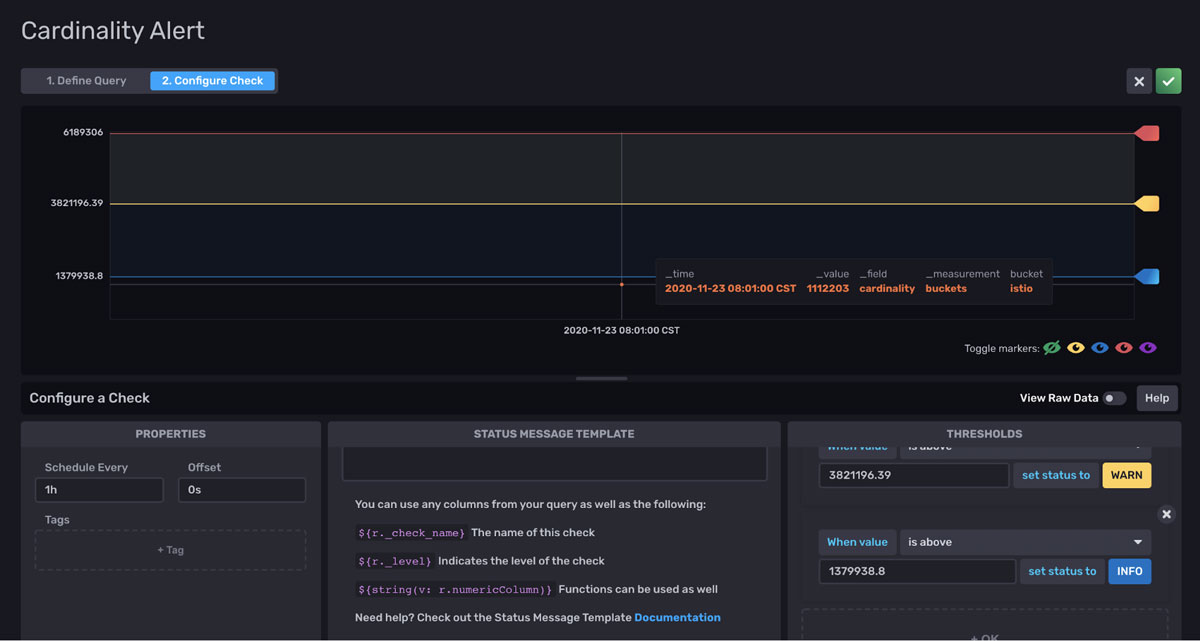 Cardinality Alert
1. Define Query
2. Configure Check
6189306
3821196.39
1379938.8
_time _value _field _measurement bucket
2020-11-23 08:01:00 CST 1112203 cardinality buckets istio
2020-11-23 08:01:00 CST
Toggle markers:
Configure a Check
View Raw Data
Help
PROPERTIES
Schedule Every
Offset
1h
0s
Tags
+ Tag
STATUS MESSAGE TEMPLATE
You can use any columns from your query as well as the following:
${r._check_name} The name of this check
${r._level} Indicates the level of the check
${string(v: r.numericColumn)} Functions can be used as well
Need help? Check out the Status Message Template Documentation
THRESHOLDS
When value is above
3821196.39 set status to WARN
When value is above
1379938.8 set status to INFO
+ OK